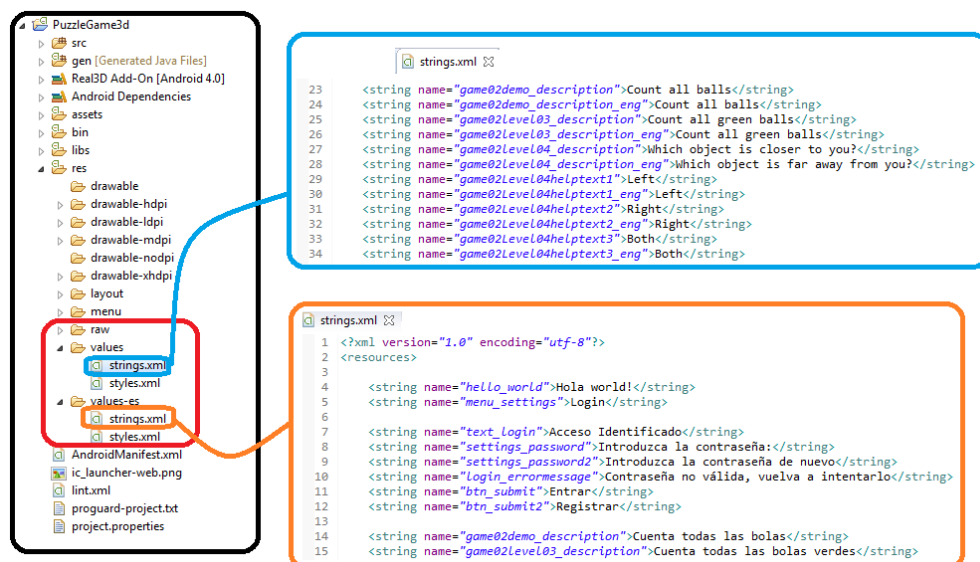 PuzzleGame3d
src
gen [Generated Java Files]
Real3D Add-On [Android 4.0]
Android Dependencies
assets
bin
libs
res
drawable
drawable-hdpi
drawable-ldpi
drawable-mdpi
drawable-nodpi
drawable-xhdpi
layout
menu
raw
values
strings.xml
styles.xml
values-es
strings.xml
styles.xml
AndroidManifest.xml
ic_launcher-web.png
lint.xml
proguard-project.txt
project.properties
strings.xml
23 <string name="game02demo_description">Count all balls</string>
24 <string name="game02demo_description_eng">Count all balls</string>
25 <string name="game02level03_description">Count all green balls</string>
26 <string name="game02level03_description_eng">Count all green balls</string>
27 <string name="game02level04_description">Which object is closer to you?</string>
28 <string name="game02level04_description_eng">Which object is far away from you?</string>
29 <string name="game02Level04helptext1">Left</string>
30 <string name="game02Level04helptext1_eng">Left</string>
31 <string name="game02Level04helptext2">Right</string>
32 <string name="game02Level04helptext2_eng">Right</string>
33 <string name="game02Level04helptext3">Both</string>
34 <string name="game02Level04helptext3_eng">Both</string>
strings.xml
1 <?xml version="1.0" encoding="utf-8"?>
2 <resources>
3
4 <string name="hello_world">Hola world!</string>
5 <string name="menu_settings">Login</string>
6
7 <string name="text_login">Acceso Identificado</string>
8 <string name="settings_password">Introduzca la contraseña:</string>
9 <string name="settings_password2">Introduzca la contraseña de nuevo</string>
10 <string name="login_errormessage">Contraseña no válida, vuelva a intentarlo</string>
11 <string name="btn_submit">Entrar</string>
12 <string name="btn_submit2">Registrar</string>
13
14 <string name="game02demo_description">Cuenta todas las bolas</string>
15 <string name="game02level03_description">Cuenta todas las bolas verdes</string>